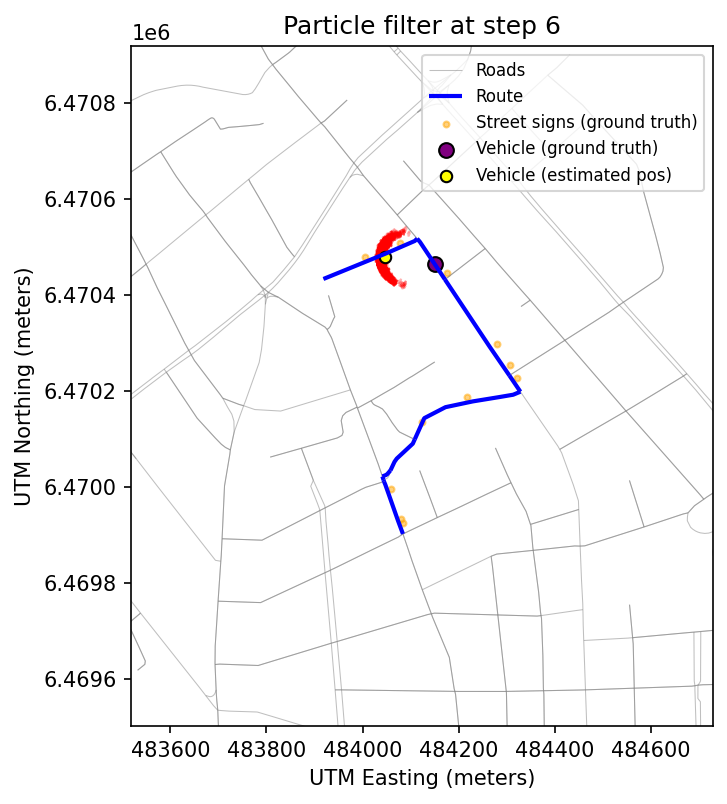 Particle filter at step 6
1e6
Roads
Route
Street signs (ground truth)
Vehicle (ground truth)
Vehicle (estimated pos)
6.4708
6.4706
6.4704
6.4702
6.4700
6.4698
6.4696
UTM Northing (meters)
483600 483800 484000 484200 484400 484600
UTM Easting (meters)